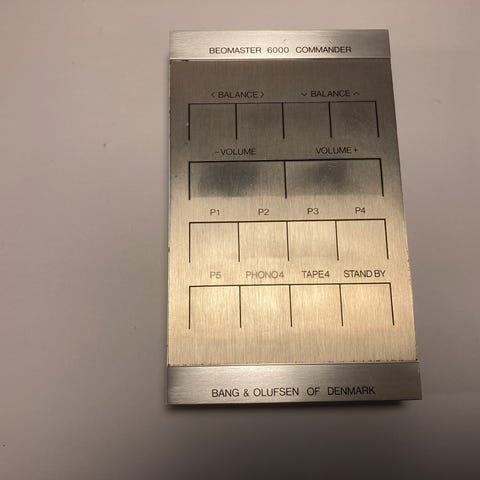 BEOMASTER 6000 COMMANDER
< BALANCE > ⌵ BALANCE ^
-VOLUME VOLUME+
P1 P2 P3 P4
P5 PHONO4 TAPE4 STAND BY
BANG & OLUFSEN OF DENMARK